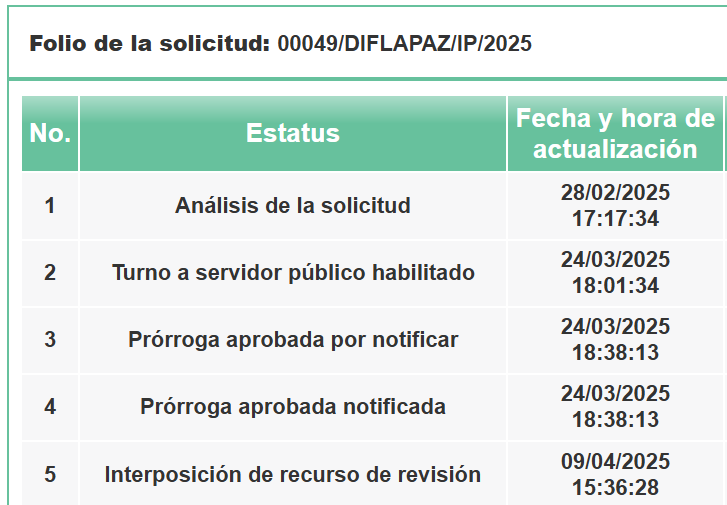 Folio de la solicitud: 00049/DIFLAPAZ/IP/2025
No. Estatus Fecha y hora de
actualización
1 Análisis de la solicitud 28/02/2025
17:17:34
2 Turno a servidor público habilitado 24/03/2025
18:01:34
3 Prórroga aprobada por notificar 24/03/2025
18:38:13
4 Prórroga aprobada notificada 24/03/2025
18:38:13
5 Interposición de recurso de revisión 09/04/2025
15:36:28